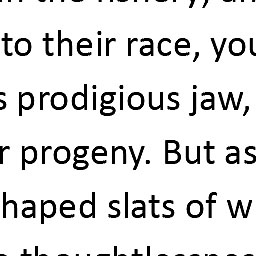 to their race, you
s prodigious jaw,
r progeny. But as
haped slats of w